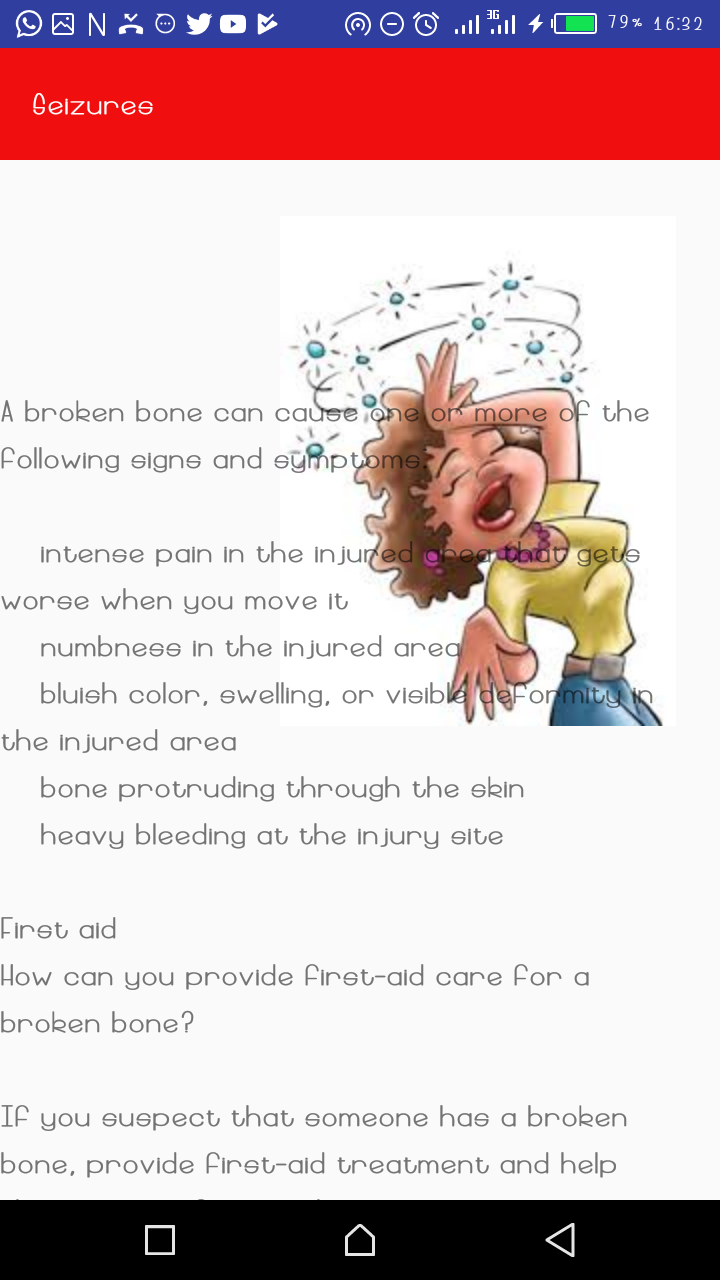 79% 16:32
3G
Seizures
A broken bone can cause one or more of the
following signs and symptoms:
intense pain in the injured area that gets
worse when you move it
numbness in the injured area
bluish color, swelling, or visible deformity in
the injured area
bone protruding through the skin
heavy bleeding at the injury site
First aid
How can you provide first-aid care for a
broken bone?
If you suspect that someone has a broken
bone, provide first-aid treatment and help